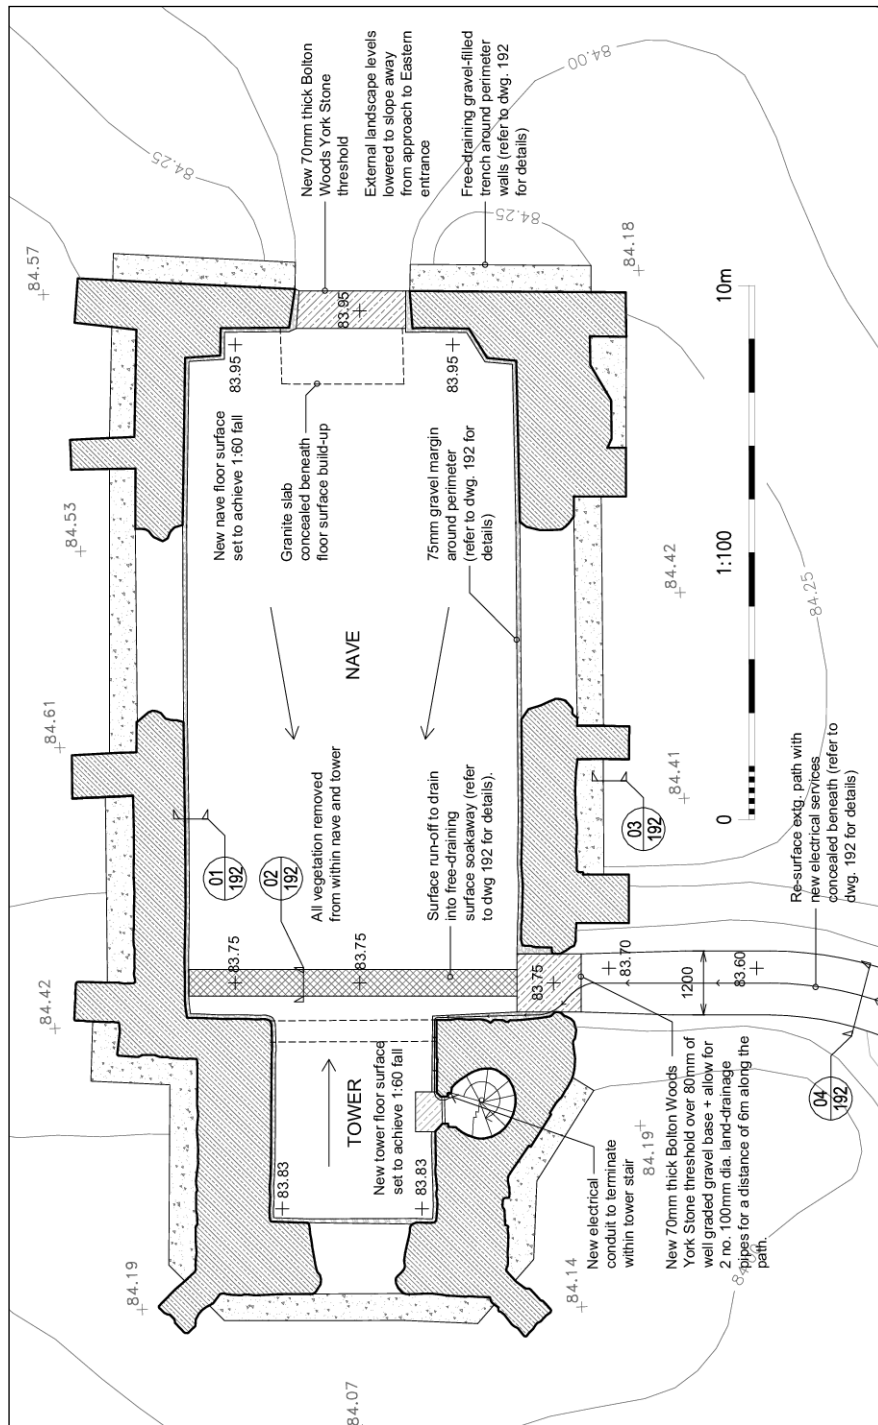 New 70mm thick Bolton
Woods York Stone
threshold
External landscape levels
lowered to slope away
from approach to Eastern
entrance
Free-draining gravel-filled
trench around perimeter
walls (refer to dwg. 192
for details)
84.25
84.00
84.25
84.57
84.18
83.95
83.95
83.95
New nave floor surface
set to achieve 1:60 fall
Granite slab
concealed beneath
floor surface build-up
75mm gravel margin
around perimeter
(refer to dwg. 192 for
details)
84.53
84.42
84.25
10m
1:100
0
NAVE
84.61
84.41
01
192
02
192
03
192
All vegetation removed
from within nave and tower
Surface run-off to drain
into free-draining
surface soakaway (refer
to dwg 192 for details).
Re-surface extg. path with
new electrical services
concealed beneath (refer to
dwg. 192 for details)
83.75
83.75
83.75
83.70
83.60
1200
84.42
TOWER
New tower floor surface
set to achieve 1:60 fall
83.83
83.83
04
192
New electrical
conduit to terminate
within tower stair
New 70mm thick Bolton Woods
York Stone threshold over 80mm of
well graded gravel base + allow for
2 no. 100mm dia. land-drainage
pipes for a distance of 6m along the
path.
84.19
84.19
84.14
84.07